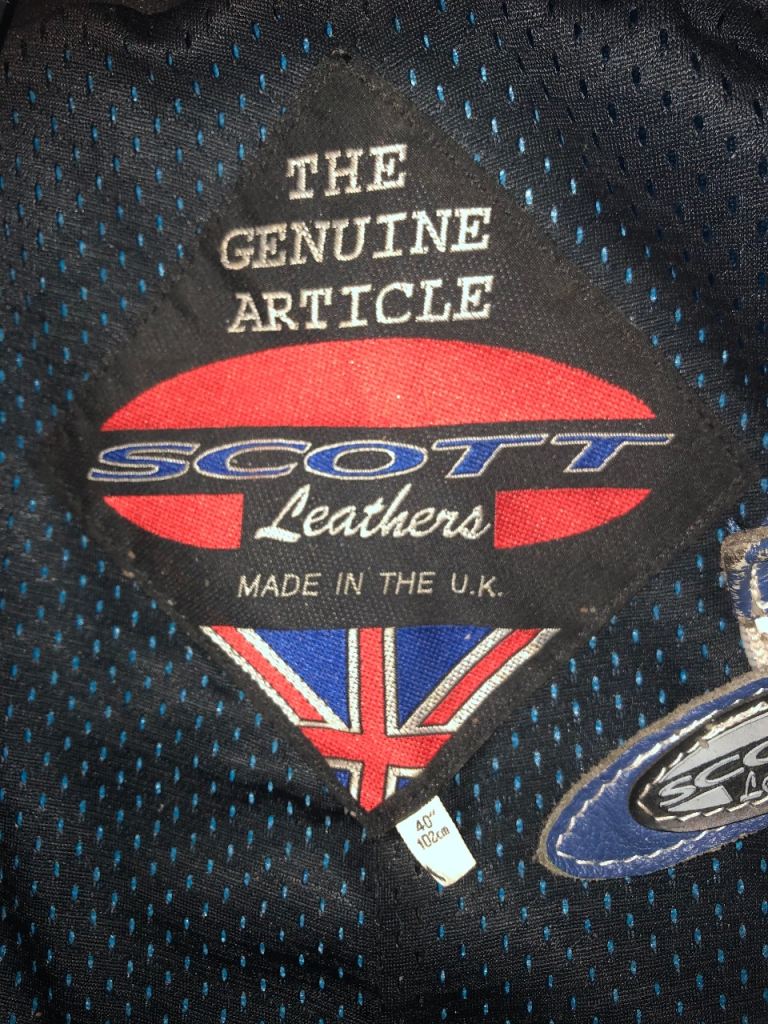 THE
GENUINE
ARTICLE
SCOTT
Leathers
MADE IN THE U.K.
40"
102cm